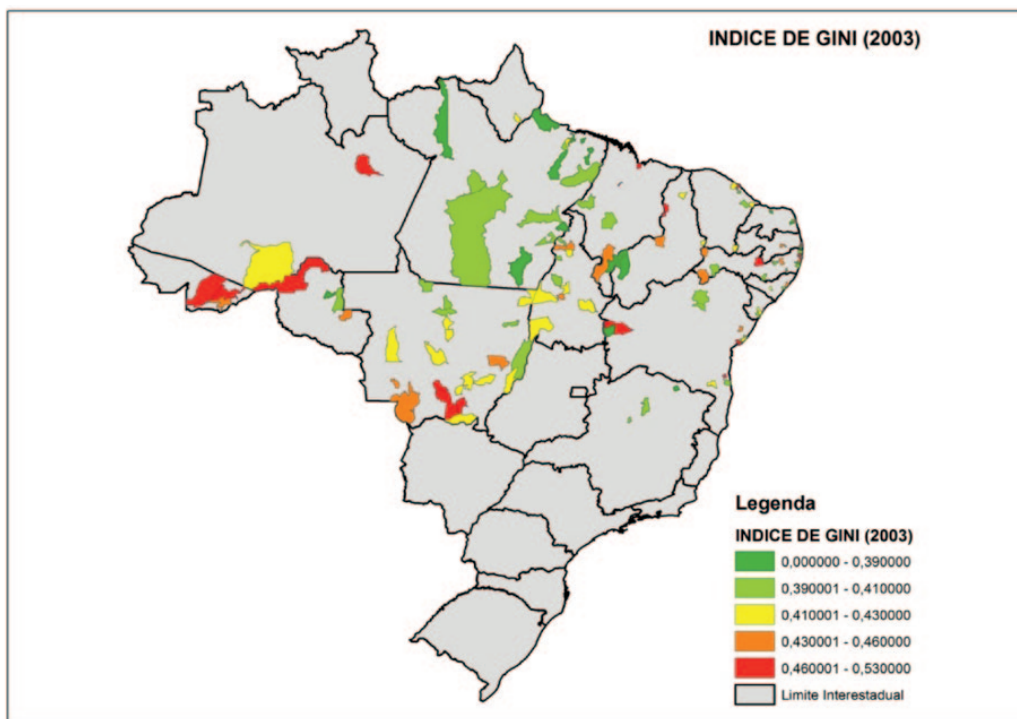 INDICE DE GINI (2003)
Legenda
INDICE DE GINI (2003)
0,000000 - 0,390000
0,390001 - 0,410000
0,410001 - 0,430000
0,430001 - 0,460000
0,460001 - 0,530000
Limite Interestadual